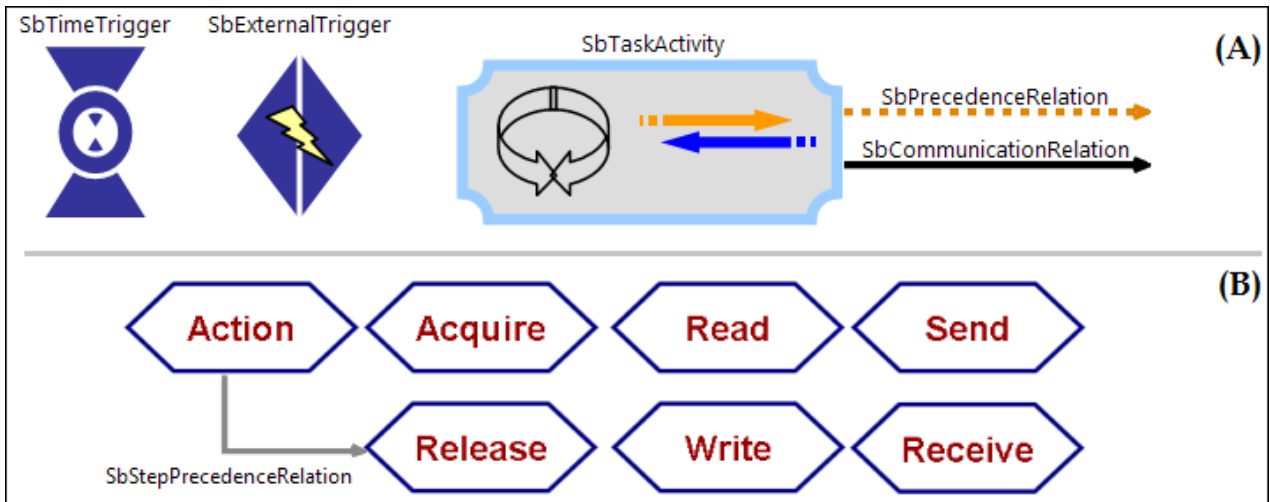 SbTimeTrigger
SbExternalTrigger
SbTaskActivity
(A)
SbPrecedenceRelation
SbCommunicationRelation
(B)
Action
Acquire
Read
Send
Release
Write
Receive
SbStepPrecedenceRelation